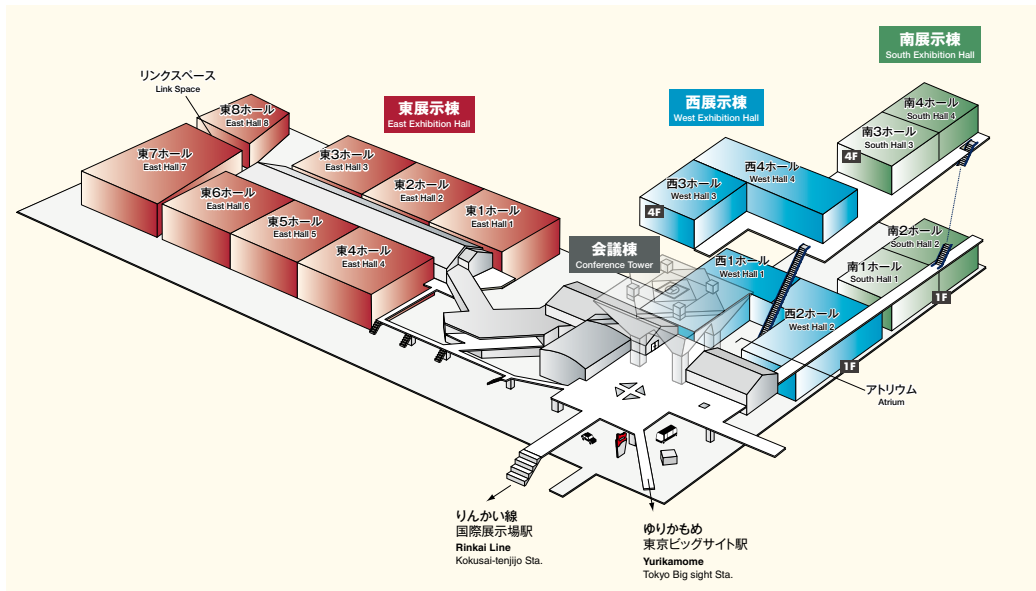 南展示棟
South Exhibition Hall
リンクスペース
Link Space
東8ホール
East Hall 8
東展示棟
East Exhibition Hall
西展示棟
West Exhibition Hall
南4ホール
South Hall 4
南3ホール
South Hall 3
4F
東7ホール
East Hall 7
東3ホール
East Hall 3
東2ホール
East Hall 2
東1ホール
East Hall 1
東6ホール
East Hall 6
東5ホール
East Hall 5
東4ホール
East Hall 4
西4ホール
West Hall 4
西3ホール
West Hall 3
4F
会議棟
Conference Tower
西1ホール
West Hall 1
南2ホール
South Hall 2
南1ホール
South Hall 1
1F
西2ホール
West Hall 2
1F
アトリウム
Atrium
りんかい線
国際展示場駅
Rinkai Line
Kokusai-tenjijo Sta.
ゆりかもめ
東京ビッグサイト駅
Yurikamome
Tokyo Big sight Sta.